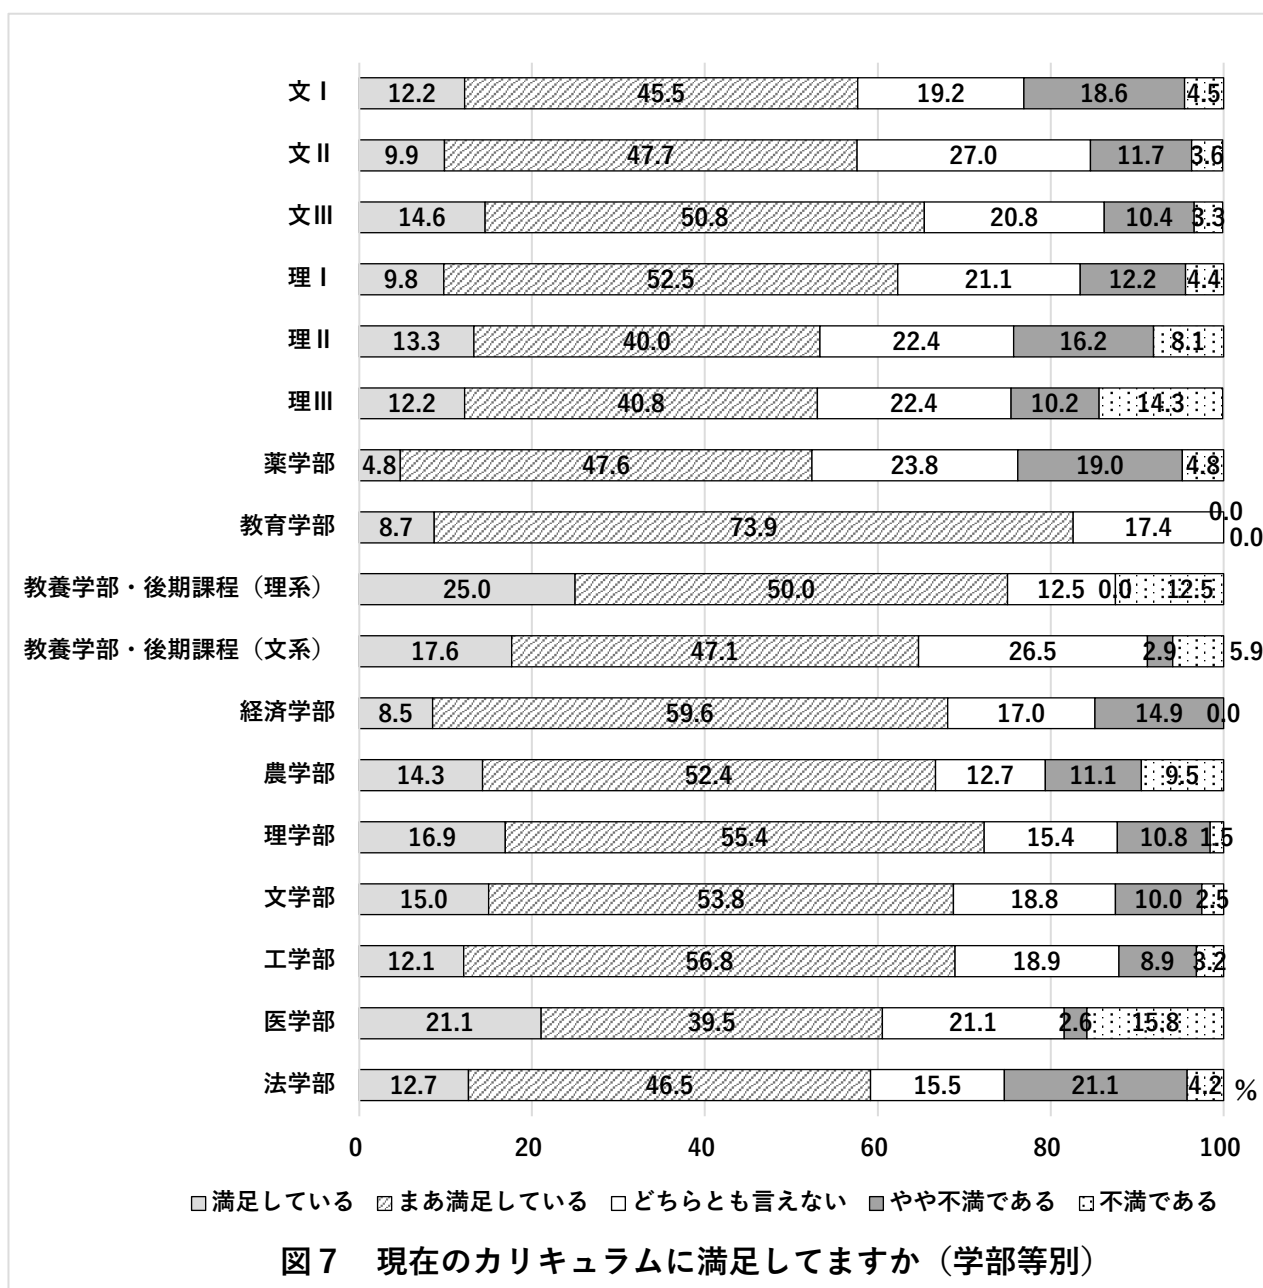 文Ⅰ 12.2 45.5 19.2 18.6 4.5
文Ⅱ 9.9 47.7 27.0 11.7 3.6
文Ⅲ 14.6 50.8 20.8 10.4 3.3
理Ⅰ 9.8 52.5 21.1 12.2 4.4
理Ⅱ 13.3 40.0 22.4 16.2 8.1
理Ⅲ 12.2 40.8 22.4 10.2 14.3
薬学部 4.8 47.6 23.8 19.0 4.8
教育学部 8.7 73.9 17.4 0.0 0.0
教養学部・後期課程（理系） 25.0 50.0 12.5 0.0 12.5
教養学部・後期課程（文系） 17.6 47.1 26.5 2.9 5.9
経済学部 8.5 59.6 17.0 14.9 0.0
農学部 14.3 52.4 12.7 11.1 9.5
理学部 16.9 55.4 15.4 10.8 1.5
文学部 15.0 53.8 18.8 10.0 2.5
工学部 12.1 56.8 18.9 8.9 3.2
医学部 21.1 39.5 21.1 2.6 15.8
法学部 12.7 46.5 15.5 21.1 4.2 %
0 20 40 60 80 100
満足している まあ満足している どちらとも言えない やや不満である 不満である
図７　現在のカリキュラムに満足してますか（学部等別）